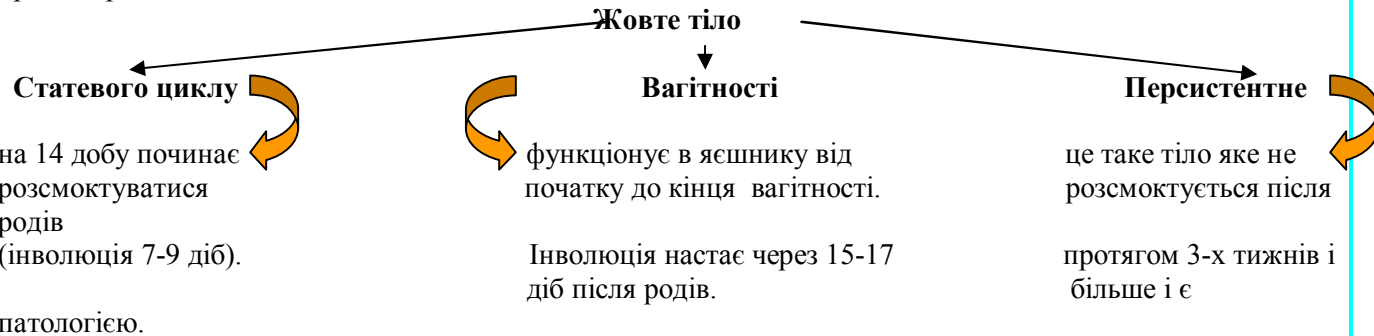 Жовте тіло
Статевого циклу Вагітності Персистентне
на 14 добу починає функціонує в яєшнику від це таке тіло яке не
розсмоктуватися початку до кінця вагітності. розсмоктується після
родів
(інволюція 7-9 діб). Інволюція настає через 15-17 протягом 3-х тижнів і
діб після родів. більше і є
патологією.